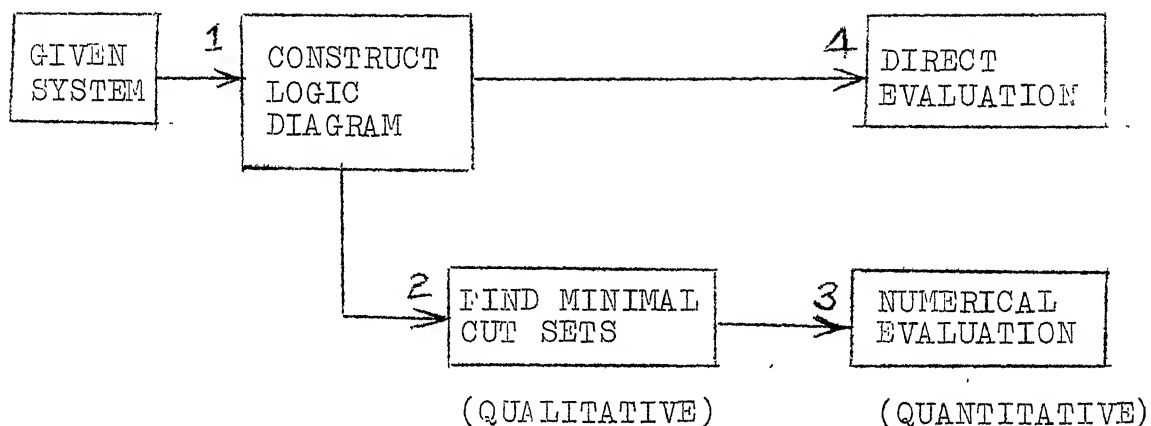 GIVEN
SYSTEM
1
CONSTRUCT
LOGIC
DIAGRAM
4
DIRECT
EVALUATION
2
FIND MINIMAL
CUT SETS
3
NUMERICAL
EVALUATION
(QUALITATIVE)
(QUANTITATIVE)